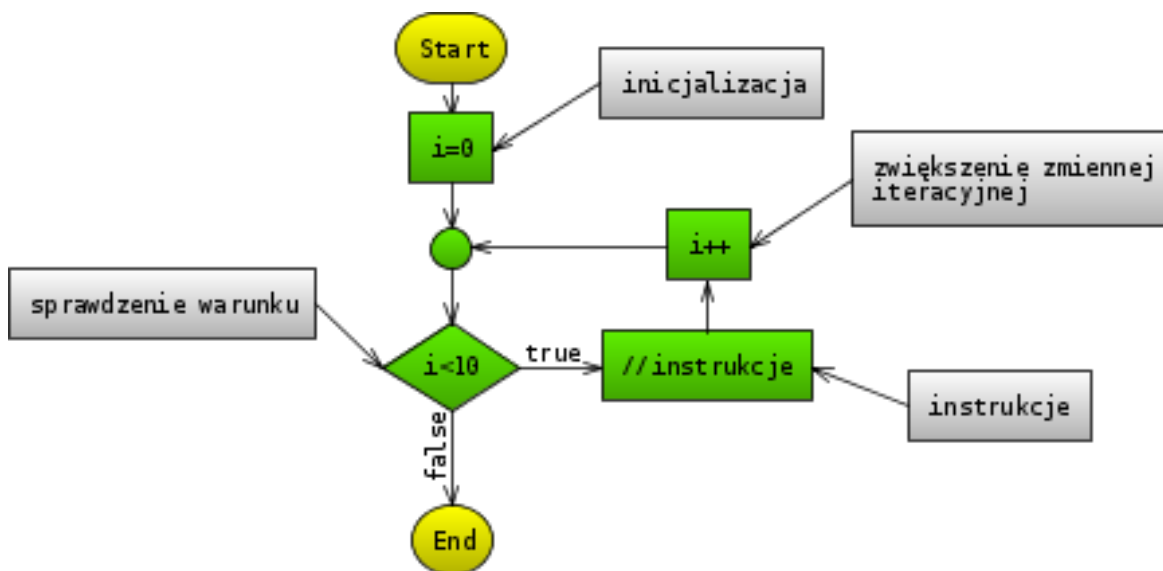 Start
inicjalizacja
i=0
zwiększenie zmiennej
iteracyjnej
i++
sprawdzenie warunku
i<10
true
//instrukcje
instrukcje
false
End